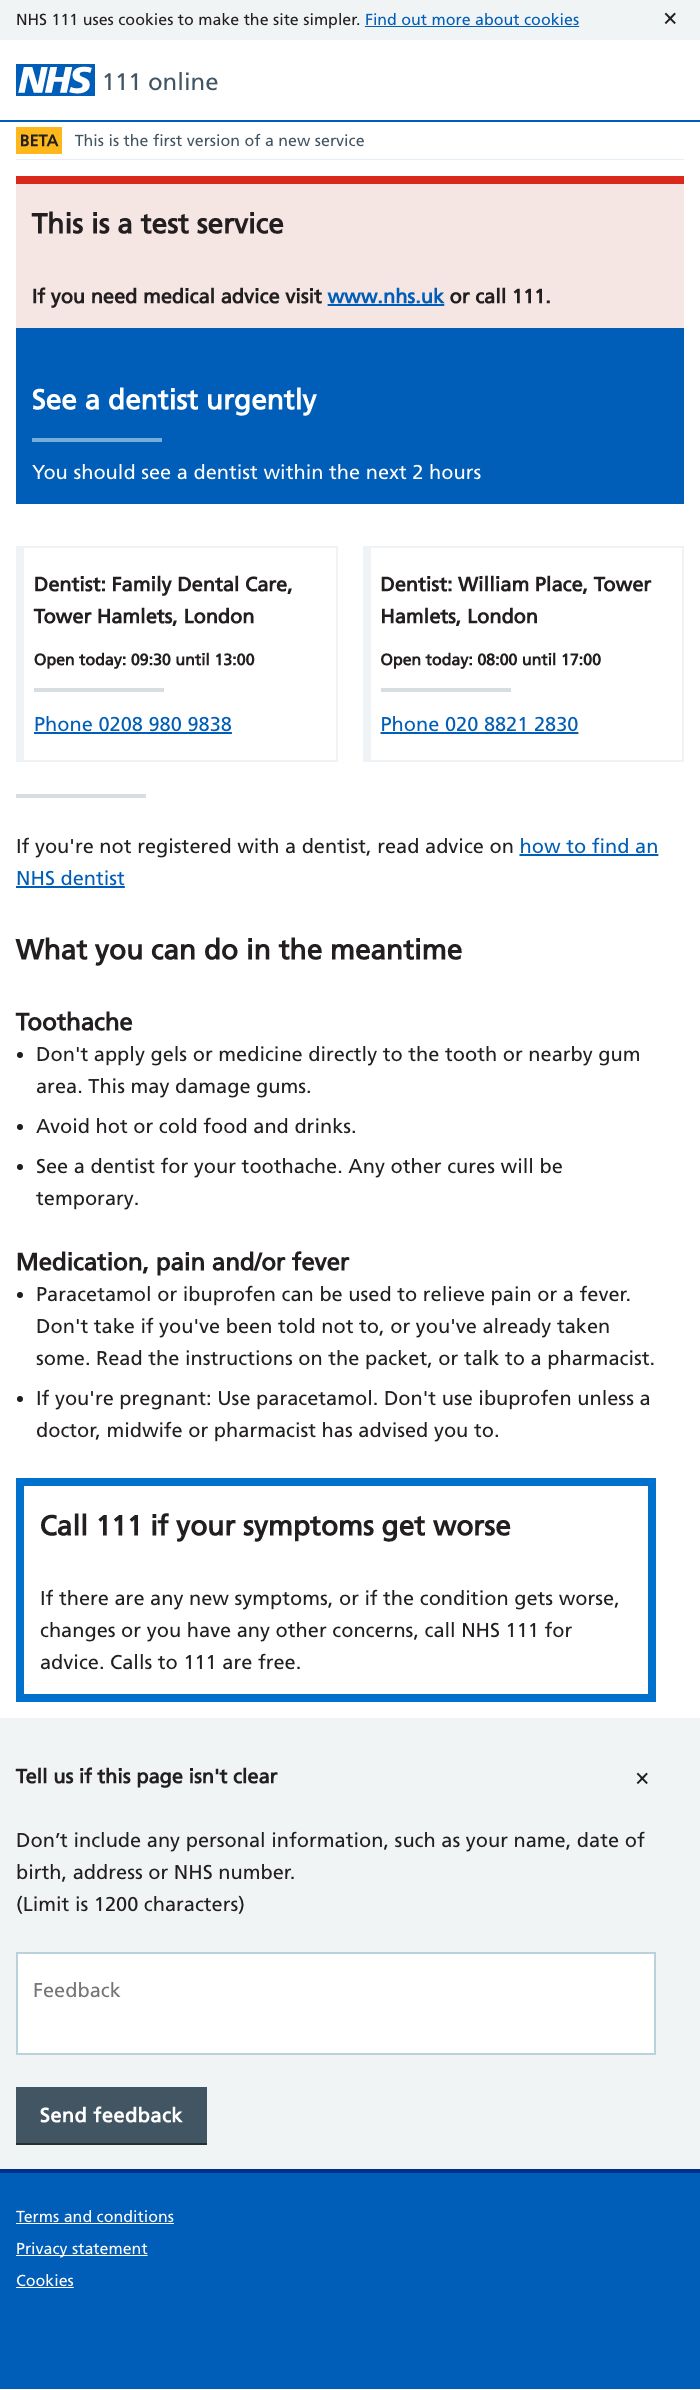 NHS 111 uses cookies to make the site simpler. Find out more about cookies ✕
NHS 111 online
BETA This is the first version of a new service
This is a test service
If you need medical advice visit www.nhs.uk or call 111.
See a dentist urgently
You should see a dentist within the next 2 hours
Dentist: Family Dental Care,
Tower Hamlets, London
Open today: 09:30 until 13:00
Phone 0208 980 9838
Dentist: William Place, Tower
Hamlets, London
Open today: 08:00 until 17:00
Phone 020 8821 2830
If you're not registered with a dentist, read advice on how to find an
NHS dentist
What you can do in the meantime
Toothache
• Don't apply gels or medicine directly to the tooth or nearby gum
area. This may damage gums.
• Avoid hot or cold food and drinks.
• See a dentist for your toothache. Any other cures will be
temporary.
Medication, pain and/or fever
• Paracetamol or ibuprofen can be used to relieve pain or a fever.
Don't take if you've been told not to, or you've already taken
some. Read the instructions on the packet, or talk to a pharmacist.
• If you're pregnant: Use paracetamol. Don't use ibuprofen unless a
doctor, midwife or pharmacist has advised you to.
Call 111 if your symptoms get worse
If there are any new symptoms, or if the condition gets worse,
changes or you have any other concerns, call NHS 111 for
advice. Calls to 111 are free.
Tell us if this page isn't clear ✕
Don’t include any personal information, such as your name, date of
birth, address or NHS number.
(Limit is 1200 characters)
Feedback
Send feedback
Terms and conditions
Privacy statement
Cookies